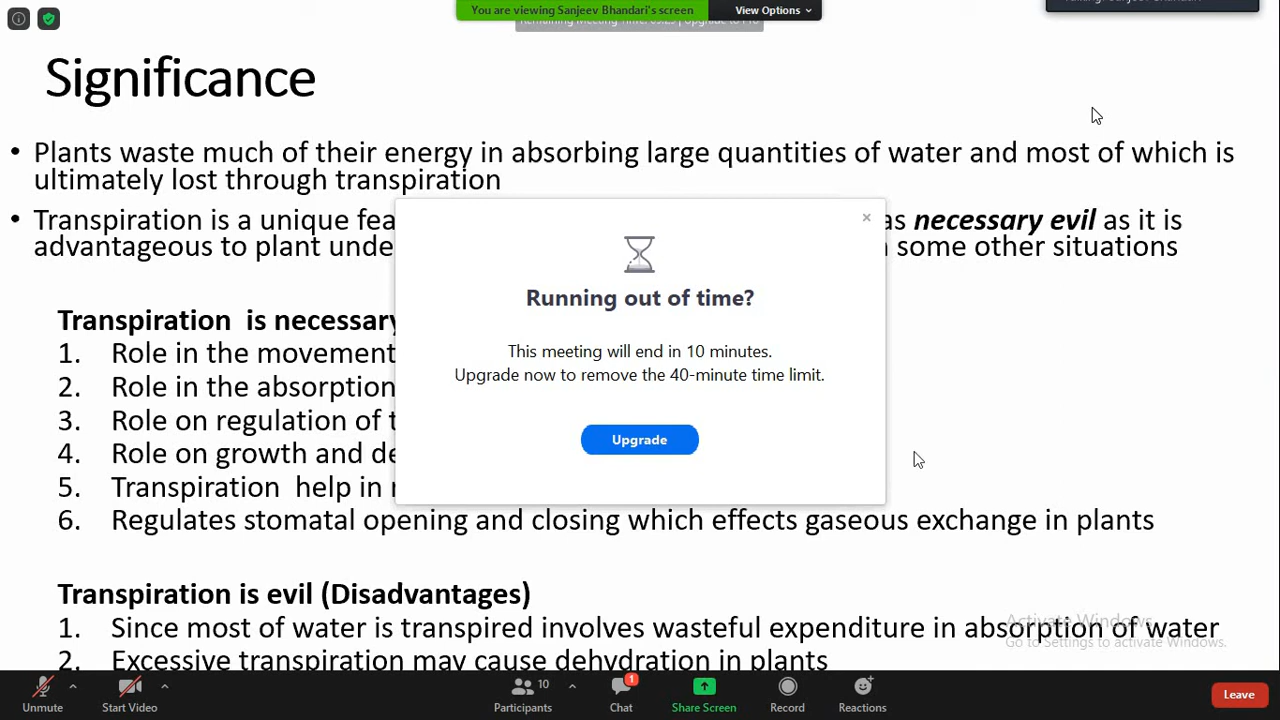 You are viewing Sanjeev Bhandari's screen View Options
Significance
• Plants waste much of their energy in absorbing large quantities of water and most of which is
ultimately lost through transpiration
• Transpiration is a unique as necessary evil as it is
advantageous to plant some other situations
×
Running out of time?
This meeting will end in 10 minutes.
Upgrade now to remove the 40-minute time limit.
Upgrade
Transpiration is necessary
1. Role in the movement
2. Role in the absorption
3. Role on regulation of
4. Role on growth and
5. Transpiration help in
6. Regulates stomatal opening and closing which effects gaseous exchange in plants
Transpiration is evil (Disadvantages)
1. Since most of water is transpired involves wasteful expenditure in absorption of water
2. Excessive transpiration may cause dehydration in plants
Activate Windows
Go to Settings to activate Windows.
Unmute Start Video Participants 10 Chat 1 Share Screen Record Reactions Leave